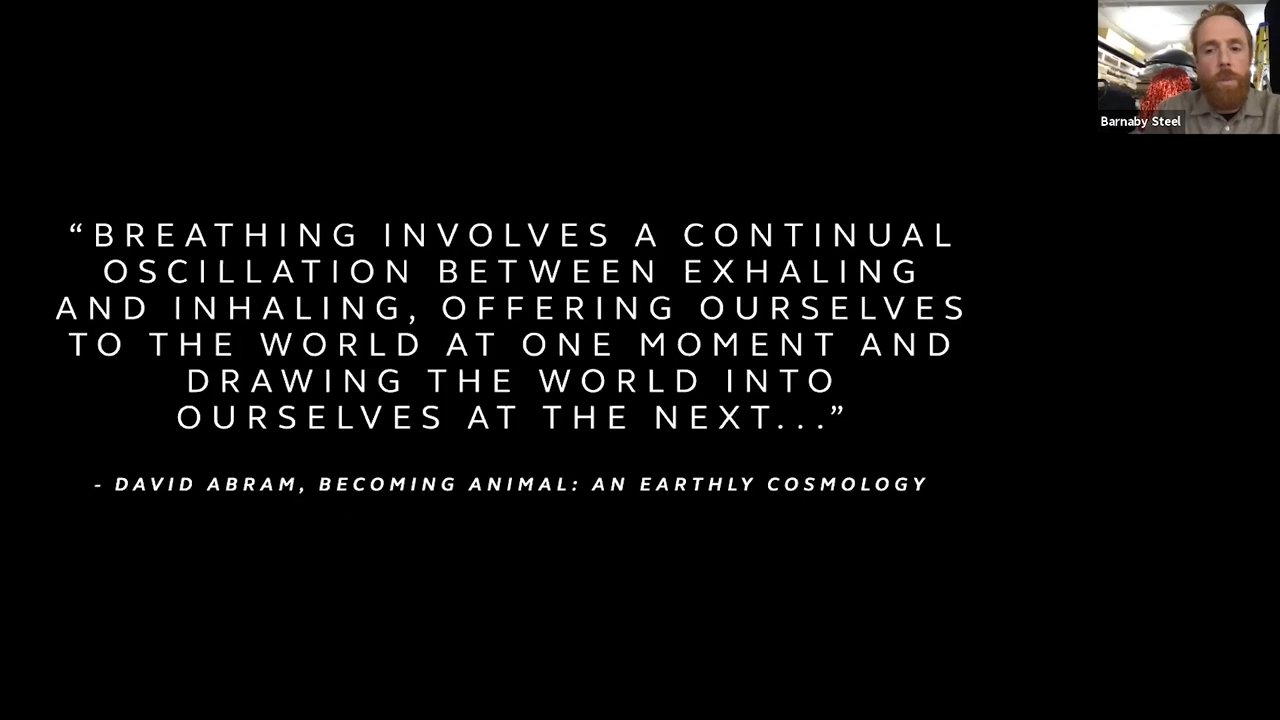 Barnaby Steel
“BREATHING INVOLVES A CONTINUAL
OSCILLATION BETWEEN EXHALING
AND INHALING, OFFERING OURSELVES
TO THE WORLD AT ONE MOMENT AND
DRAWING THE WORLD INTO
OURSELVES AT THE NEXT...”
- DAVID ABRAM, BECOMING ANIMAL: AN EARTHLY COSMOLOGY